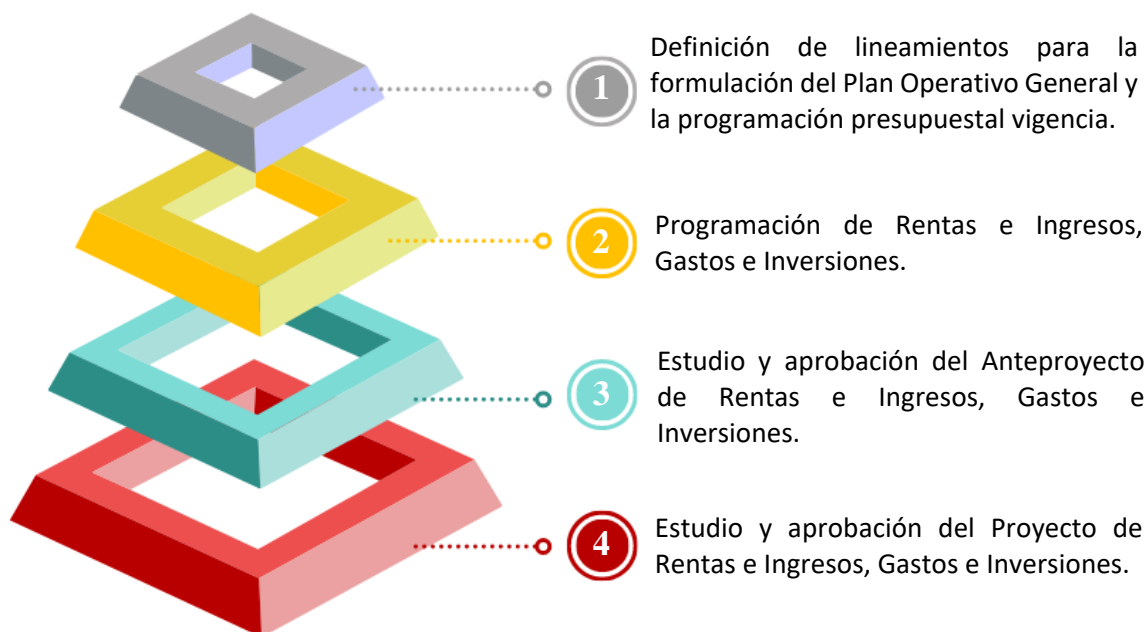 1
Definición de lineamientos para la
formulación del Plan Operativo General y
la programación presupuestal vigencia.
2
Programación de Rentas e Ingresos,
Gastos e Inversiones.
3
Estudio y aprobación del Anteproyecto
de Rentas e Ingresos, Gastos e
Inversiones.
4
Estudio y aprobación del Proyecto de
Rentas e Ingresos, Gastos e Inversiones.